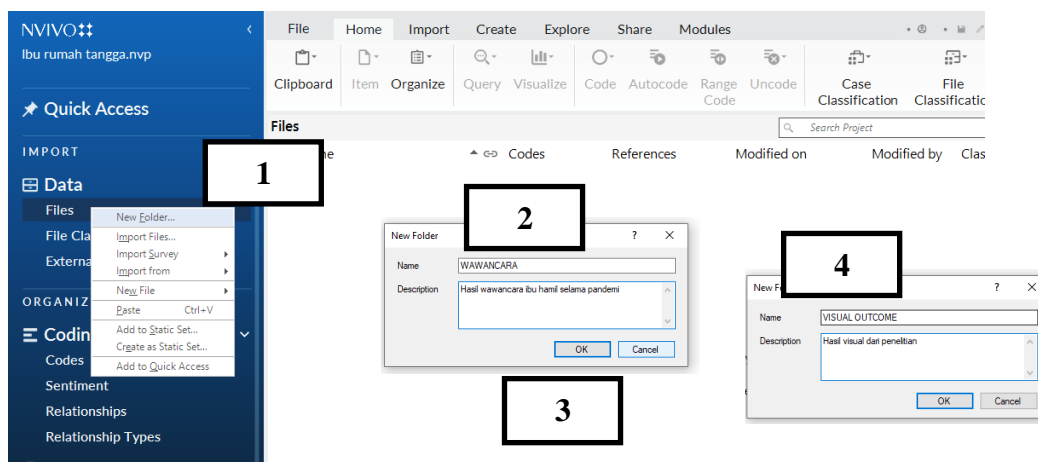 NVIVO
Ibu rumah tangga.nvp
Quick Access
IMPORT
Data
Files
File Cla
Externa
ORGANIZ
Codin
Codes
Sentiment
Relationships
Relationship Types
New Folder...
Import Files...
Import Survey
Import from
New File
Paste Ctrl+V
Add to Static Set...
Create as Static Set...
Add to Quick Access
File Home Import Create Explore Share Modules
Clipboard Item Organize Query Visualize Code Autocode Range Code Uncode Case Classification File Classificatio
Files
Search Project
Codes References Modified on Modified by Clas
1
2
New Folder ? X
Name WAWANCARA
Description Hasil wawancara ibu hamil selama pandemi
OK Cancel
3
4
New F ? X
Name VISUAL OUTCOME
Description Hasil visual dari penelitian
OK Cancel